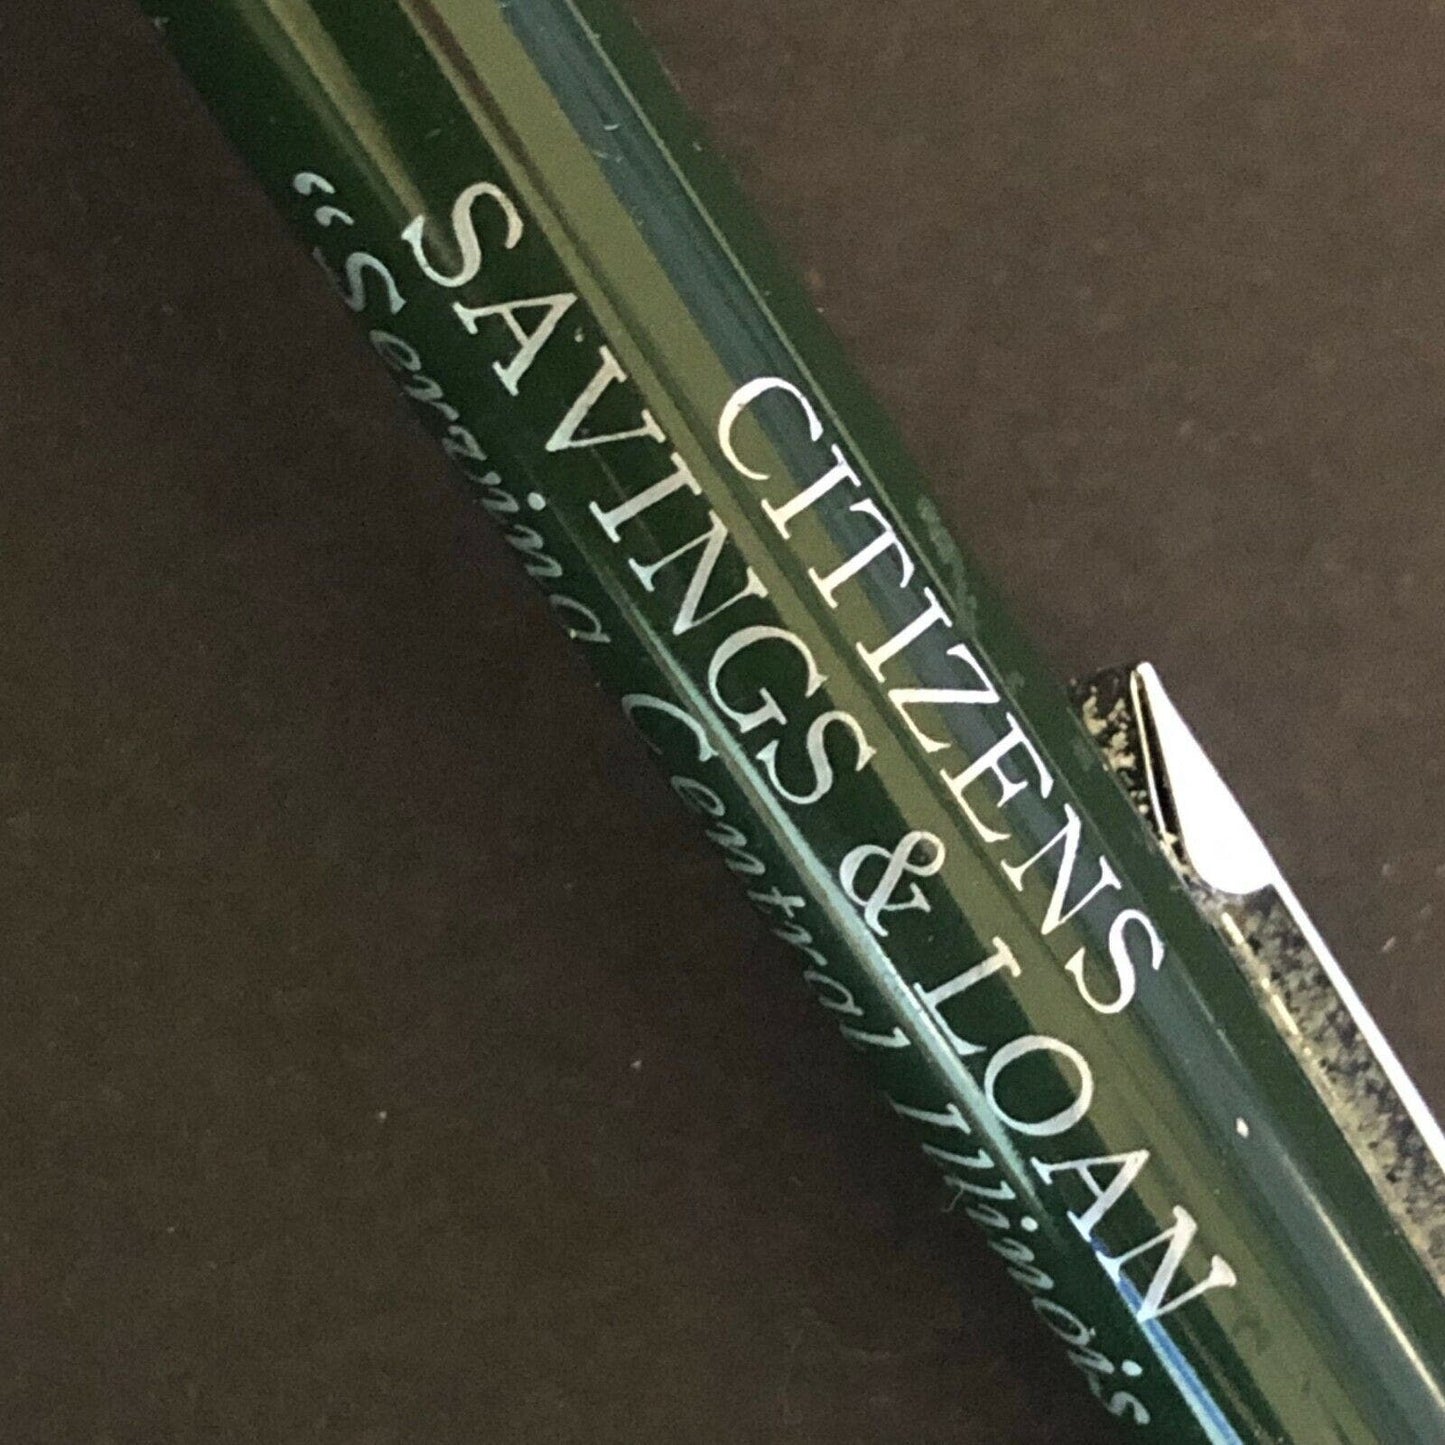 CITIZENS
SAVINGS & LOAN
“Serving Central Illinois